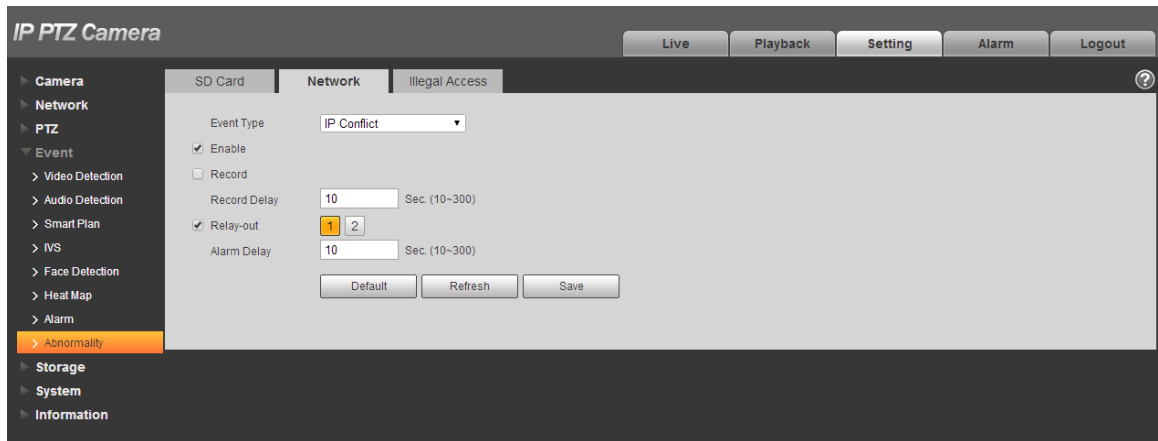 IP PTZ Camera
Live Playback Setting Alarm Logout
Camera
Network
PTZ
Event
Video Detection
Audio Detection
Smart Plan
IVS
Face Detection
Heat Map
Alarm
Abnormality
Storage
System
Information
SD Card Network Illegal Access ?
Event Type IP Conflict
Enable
Record
Record Delay 10 Sec. (10~300)
Relay-out 1 2
Alarm Delay 10 Sec. (10~300)
Default Refresh Save